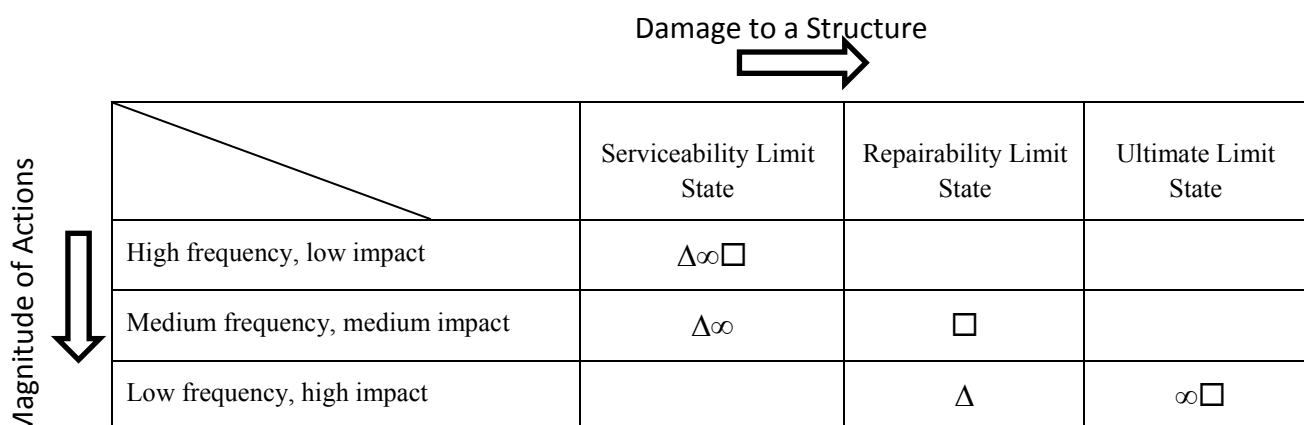 Damage to a Structure
Magnitude of Actions
Serviceability Limit
State
Repairability Limit
State
Ultimate Limit
State
High frequency, low impact
Δ∞□
Medium frequency, medium impact
Δ∞
□
Low frequency, high impact
Δ
∞□